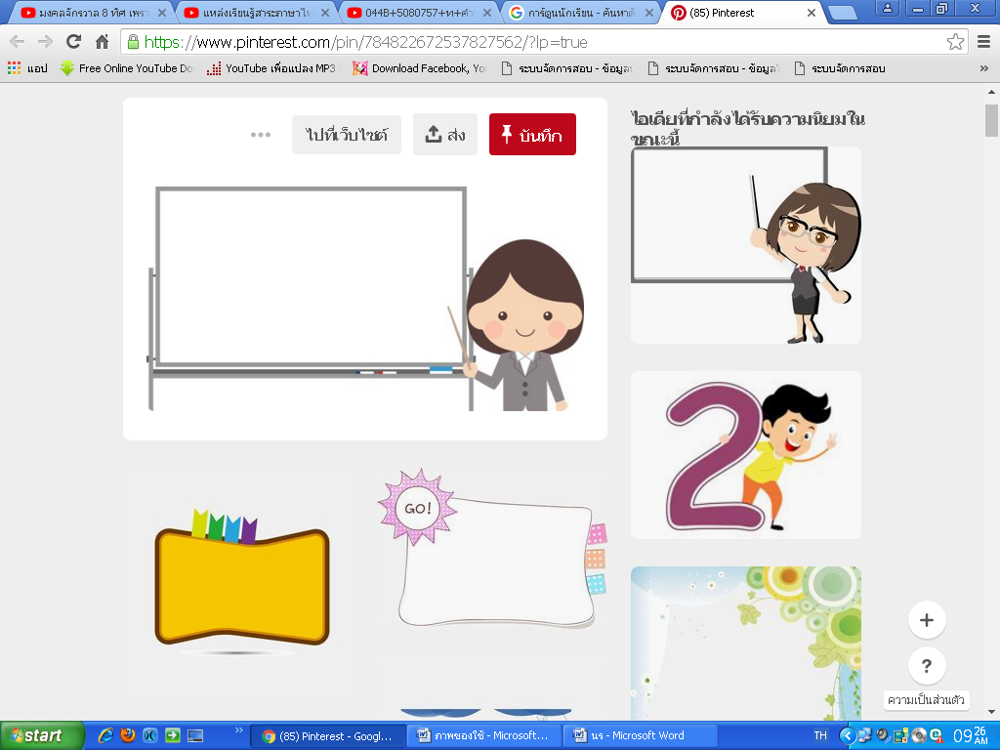 มงคลจักรวาล 8 ทิศ เพรา
แหล่งเรียนรู้สาระภาษาไท
044B+5080757+ท+คำ
การ์ตูนนักเรียน - ค้นหาด้
(85) Pinterest
https://www.pinterest.com/pin/784822672537827562/?lp=true
แอป
Free Online YouTube Do
YouTube เพื่อแปลง MP3
Download Facebook, Yo
ระบบจัดการสอบ - ข้อมูล
ระบบจัดการสอบ - ข้อมูล
ระบบจัดการสอบ
ไปที่เว็บไซต์
ส่ง
บันทึก
ไอเดียที่กำลังได้รับความนิยมใน
ขณะนี้
GO!
2
+
?
ความเป็นส่วนตัว
start
(85) Pinterest - Googl...
ภาพของใช้ - Microsoft...
นร - Microsoft Word
TH
09 26 AM